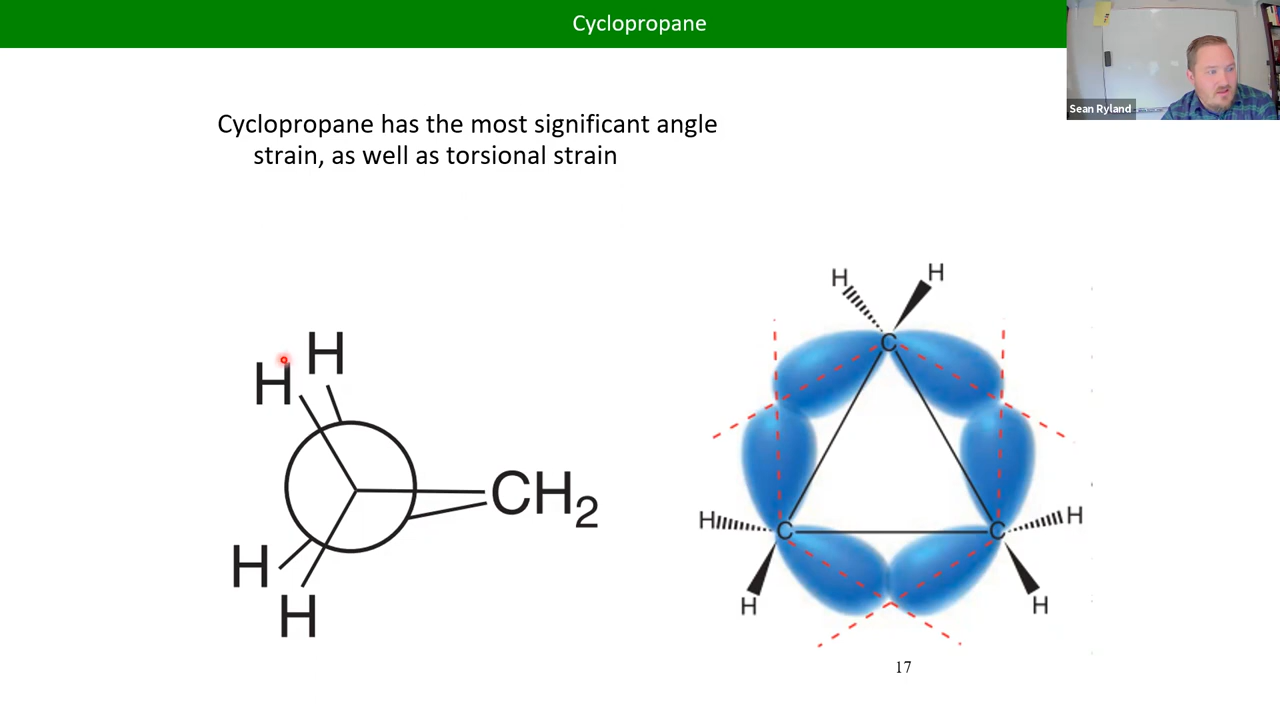 Cyclopropane
Sean Ryland
Cyclopropane has the most significant angle
strain, as well as torsional strain
H
H
CH2
H
H
H
H
C
H
C
C
H
H
H
17